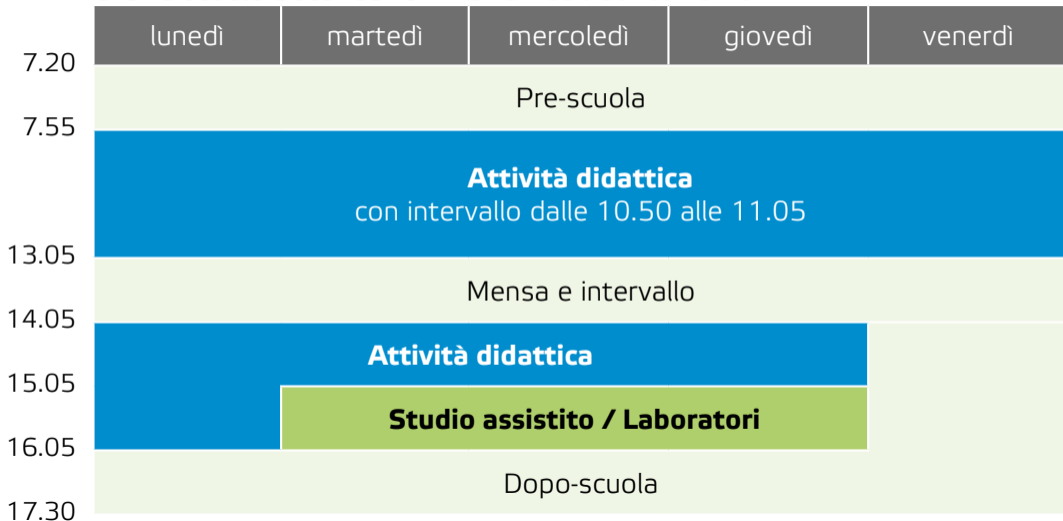 lunedì martedì mercoledì giovedì venerdì
7.20
Pre-scuola
7.55
Attività didattica
con intervallo dalle 10.50 alle 11.05
13.05
Mensa e intervallo
14.05
Attività didattica
15.05
Studio assistito / Laboratori
16.05
Dopo-scuola
17.30